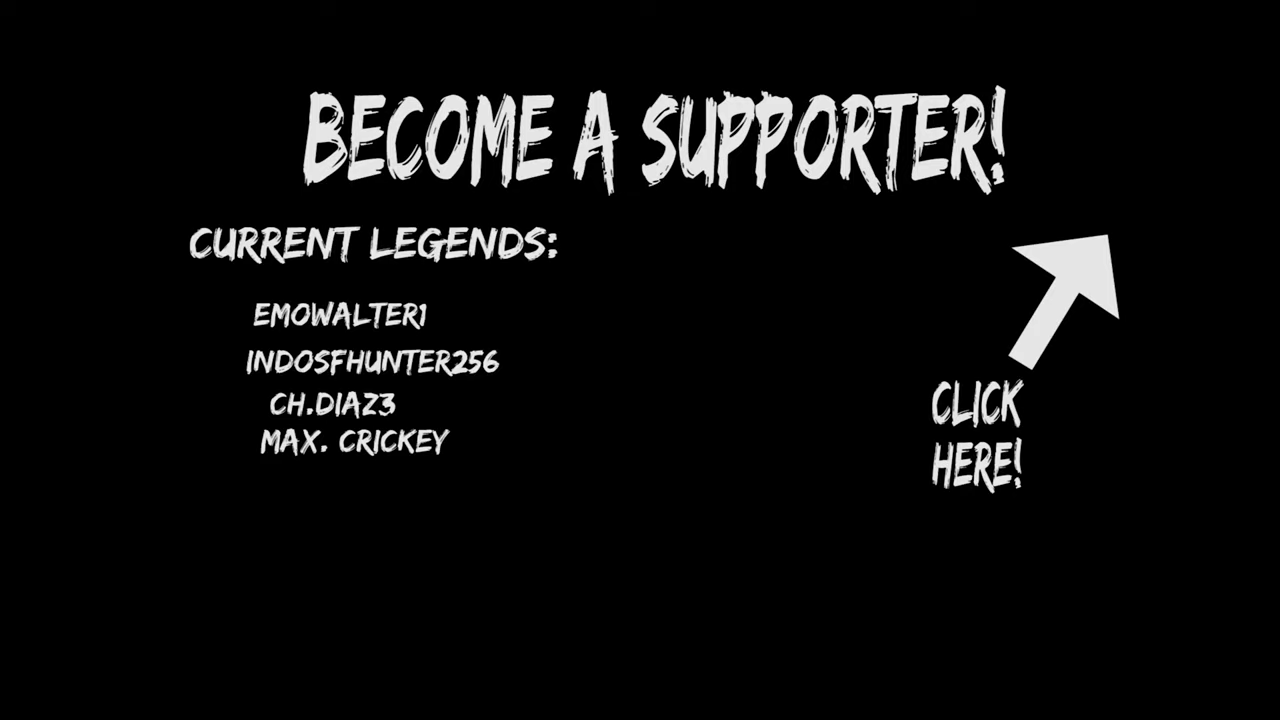 BECOME A SUPPORTER!
CURRENT LEGENDS:
EMOWALTER1
INDOSFHUNTER256
CH.DIAZ3
MAX. CRICKEY
CLICK
HERE!